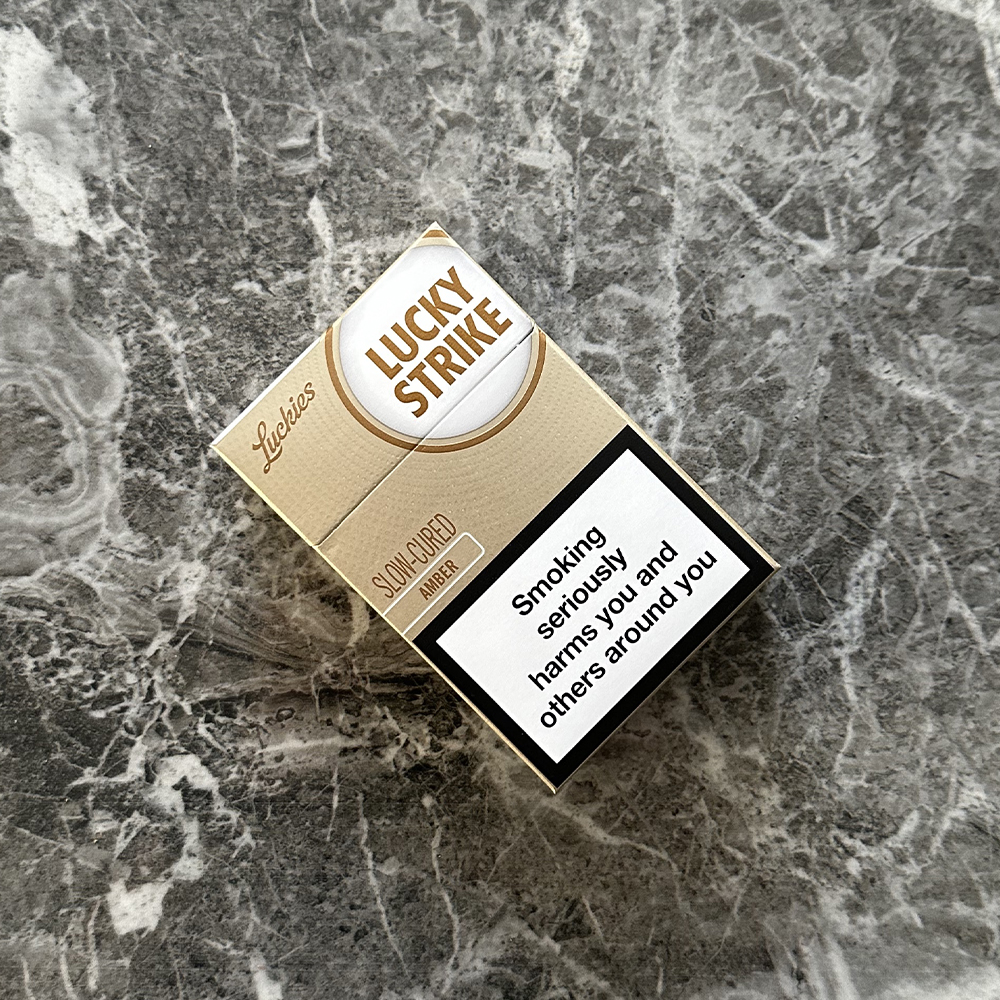 LUCKY
STRIKE
Luckies
SLOW-CURED
AMBER
Smoking
seriously
harms you and
others around you